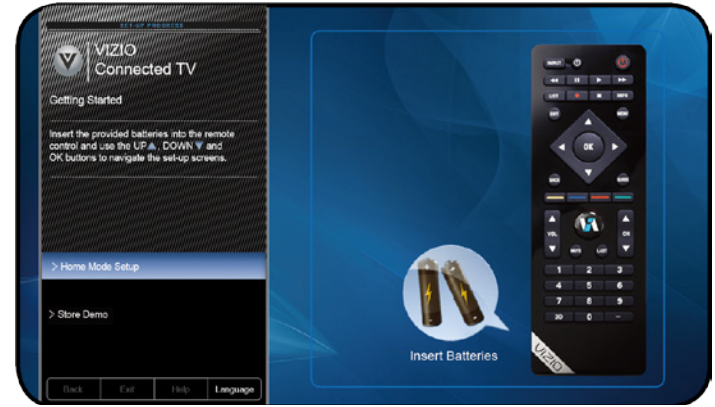 SET-UP PROGRESS
VIZIO
Connected TV
Getting Started
Insert the provided batteries into the remote
control and use the UP▲, DOWN▼ and
OK buttons to navigate the set-up screens.
> Home Mode Setup
> Store Demo
Back Exit Help Language
Insert Batteries
INPUT
LIST INFO
EXIT MENU
OK
BACK GUIDE
VOL CH
MUTE LAST
1 2 3
4 5 6
7 8 9
0 –
VIZIO